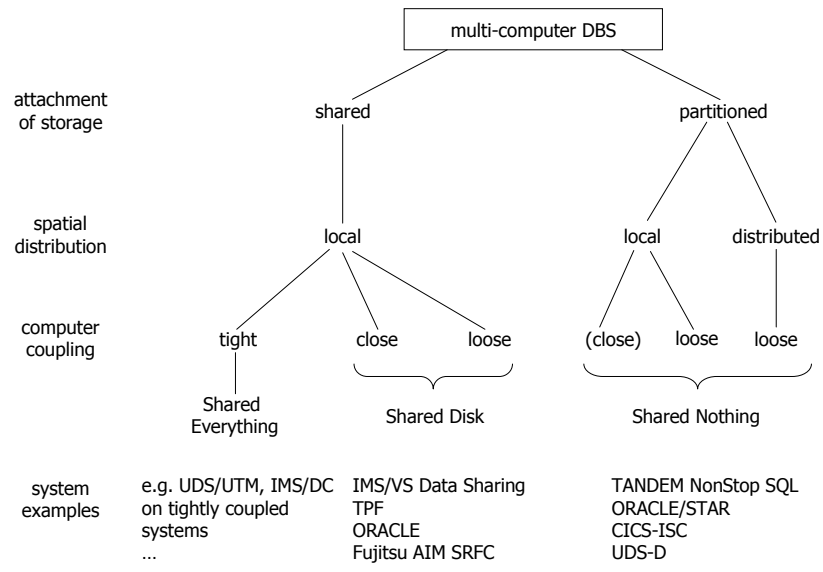 multi-computer DBS
attachment
of storage
shared
partitioned
spatial
distribution
local
local
distributed
computer
coupling
tight
close
loose
(close)
loose
loose
Shared
Everything
Shared Disk
Shared Nothing
system
examples
e.g. UDS/UTM, IMS/DC
on tightly coupled
systems
...
IMS/VS Data Sharing
TPF
ORACLE
Fujitsu AIM SRFC
TANDEM NonStop SQL
ORACLE/STAR
CICS-ISC
UDS-D